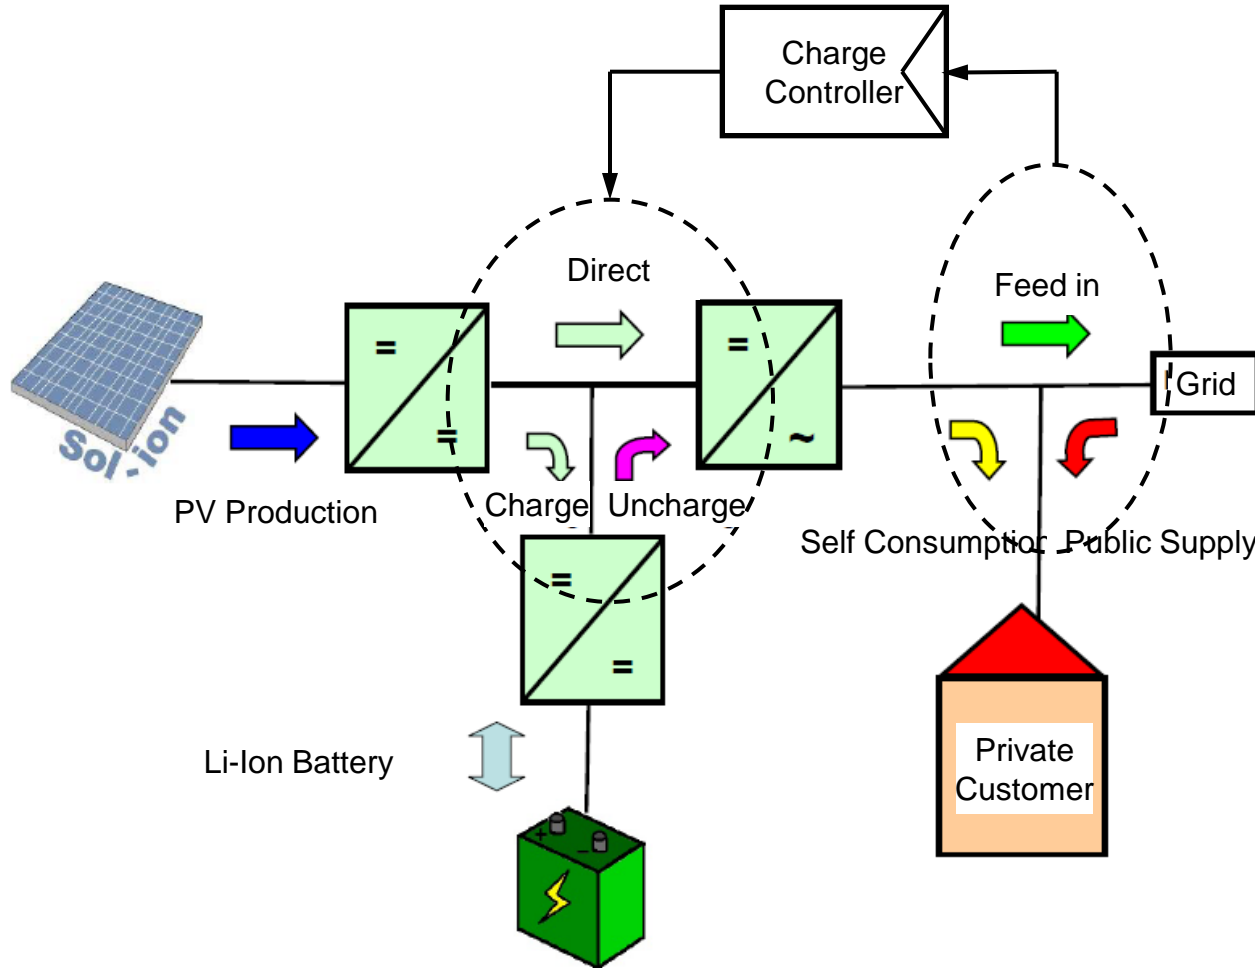 Charge
Controller
Direct
Feed in
=
=
=
~
Grid
Sol-ion
PV Production
Charge
Uncharge
Self Consumption
Public Supply
=
=
Li-Ion Battery
+
-
Private
Customer